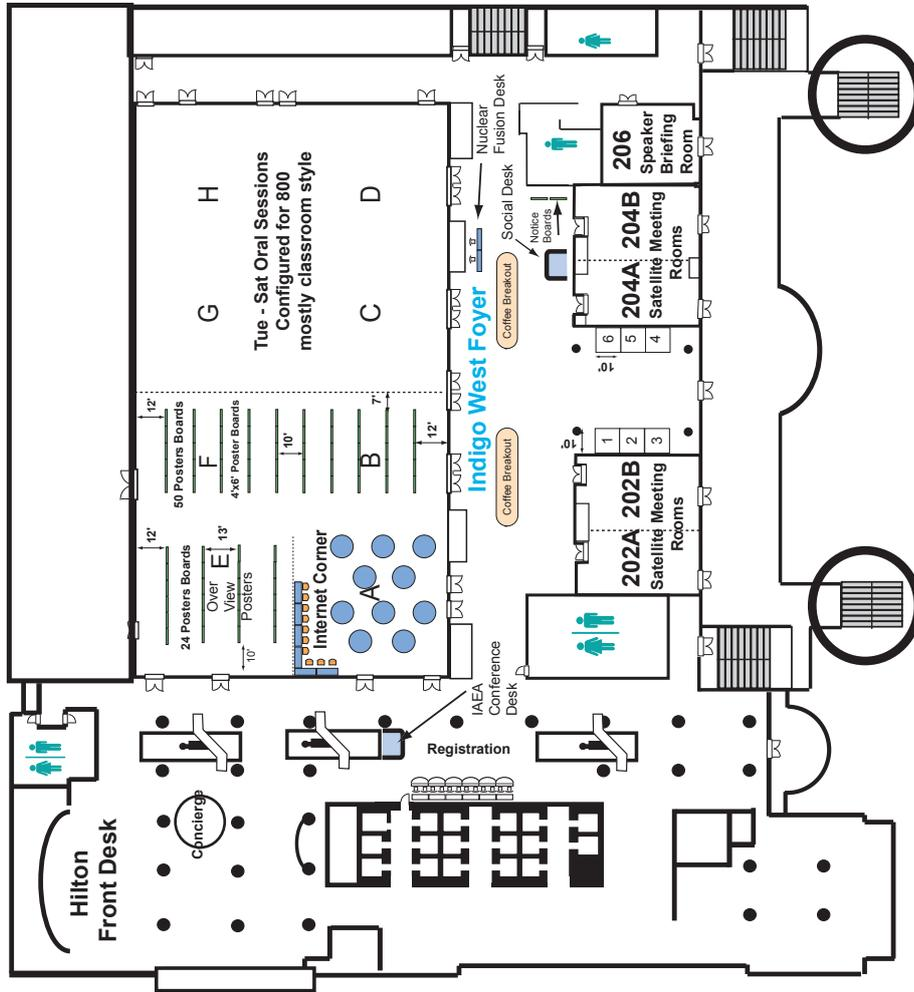 H
D
Tue - Sat Oral Sessions
Configured for 800
mostly classroom style
G
C
Nuclear
Fusion Desk
Social Desk
Notice
Boards
206
Speaker
Briefing
Room
204A 204B
Satellite Meeting
Rooms
Coffee Breakout
Indigo West Foyer
6
5
4
10'
12'
50 Posters Boards
F
4'x6' Poster Boards
10'
B
7'
12'
Coffee Breakout
10'
1
2
3
202A 202B
Satellite Meeting
Rooms
12'
24 Posters Boards
13'
E
Over
View
Posters
10'
Internet Corner
A
IAEA
Conference
Desk
Registration
Concierge
Hilton
Front Desk